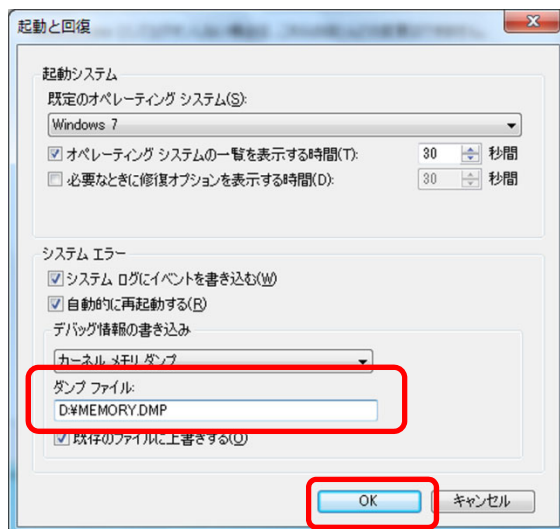 起動と回復
起動システム
既定のオペレーティング システム(S):
Windows 7
オペレーティング システムの一覧を表示する時間(T): 30 秒間
必要なときに修復オプションを表示する時間(D): 30 秒間
システム エラー
システム ログにイベントを書き込む(W)
自動的に再起動する(R)
デバッグ情報の書き込み
カーネル メモリ ダンプ
ダンプ ファイル:
D:¥MEMORY.DMP
既存のファイルに上書きする(O)
OK キャンセル